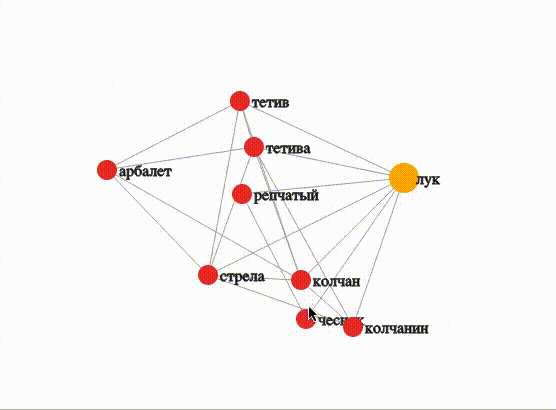 тетив
тетива
арбалет
лук
репчатый
стрела
колчан
колчанин